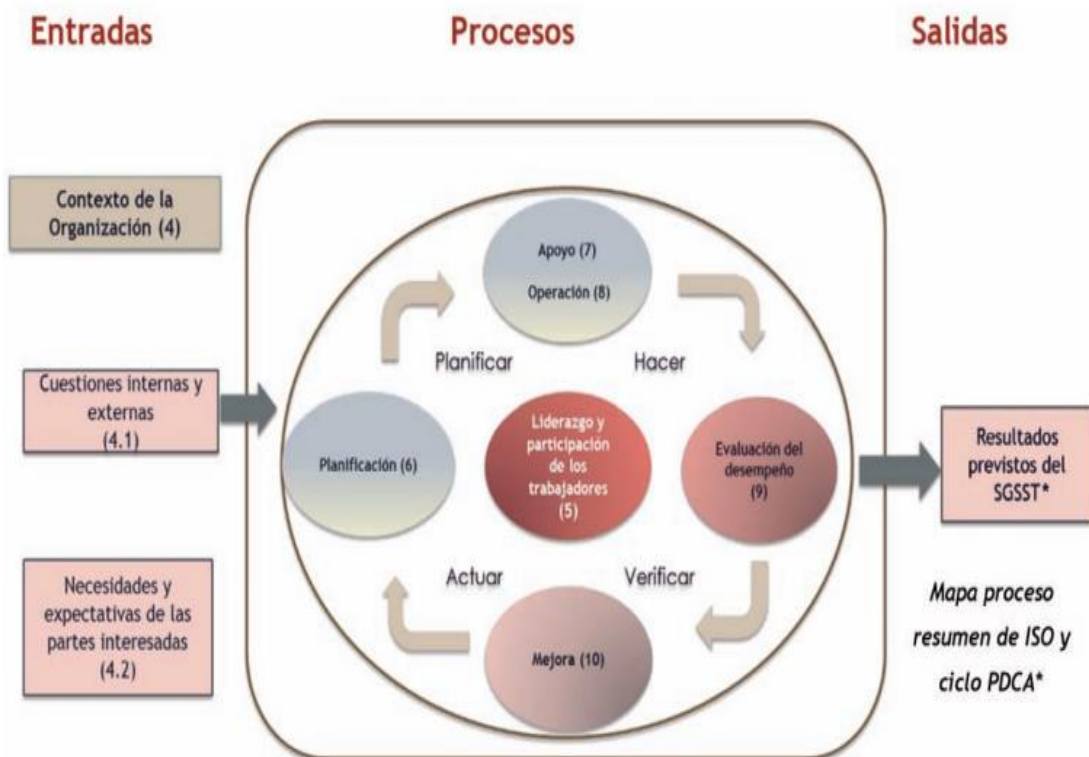 Entradas
Procesos
Salidas
Contexto de la
Organización (4)
Cuestiones internas y
externas
(4.1)
Necesidades y
expectativas de las
partes interesadas
(4.2)
Apoyo (7)
Operación (8)
Planificar
Hacer
Planificación (6)
Liderazgo y
participación
de los
trabajadores
(5)
Evaluación del
desempeño
(9)
Actuar
Verificar
Mejora (10)
Resultados
previstos del
SGSST*
Mapa proceso
resumen de ISO y
ciclo PDCA*